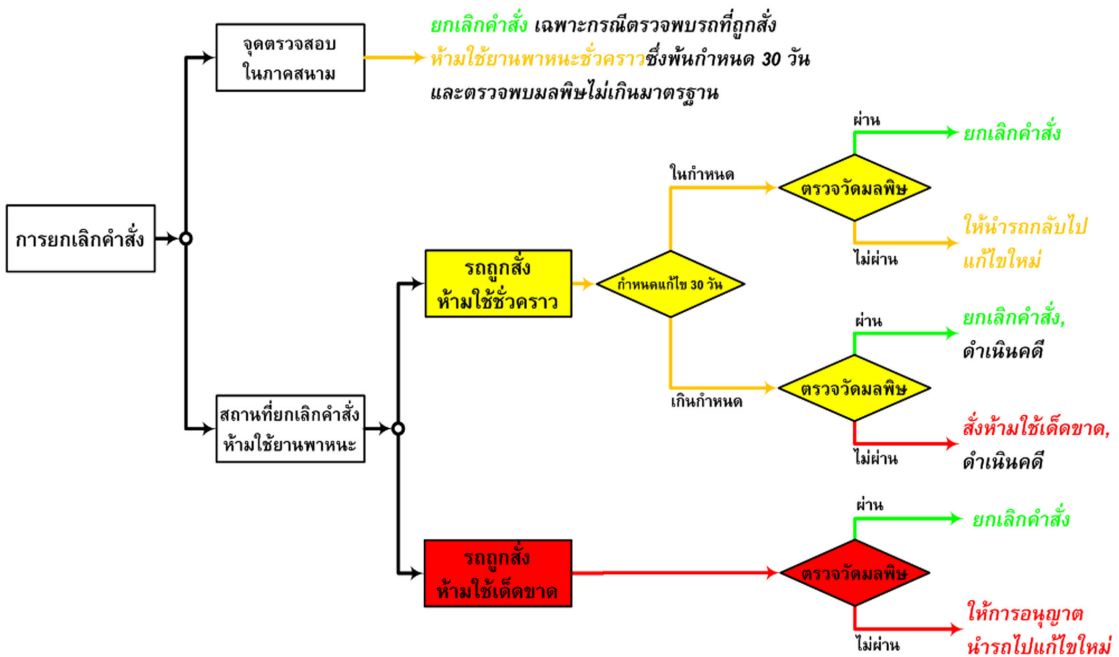 การยกเลิกคำสั่ง
จุดตรวจสอบ
ในภาคสนาม
ยกเลิกคำสั่ง เฉพาะกรณีตรวจพบรถที่ถูกสั่ง
ห้ามใช้ยานพาหนะชั่วคราวซึ่งพ้นกำหนด 30 วัน
และตรวจพบมลพิษไม่เกินมาตรฐาน
สถานที่ยกเลิกคำสั่ง
ห้ามใช้ยานพาหนะ
รถถูกสั่ง
ห้ามใช้ชั่วคราว
กำหนดแก้ไข 30 วัน
ในกำหนด
ตรวจวัดมลพิษ
ผ่าน
ยกเลิกคำสั่ง
ไม่ผ่าน
ให้นำรถกลับไป
แก้ไขใหม่
เกินกำหนด
ตรวจวัดมลพิษ
ผ่าน
ยกเลิกคำสั่ง,
ดำเนินคดี
ไม่ผ่าน
สั่งห้ามใช้เด็ดขาด,
ดำเนินคดี
รถถูกสั่ง
ห้ามใช้เด็ดขาด
ตรวจวัดมลพิษ
ผ่าน
ยกเลิกคำสั่ง
ไม่ผ่าน
ให้การอนุญาต
นำรถไปแก้ไขใหม่